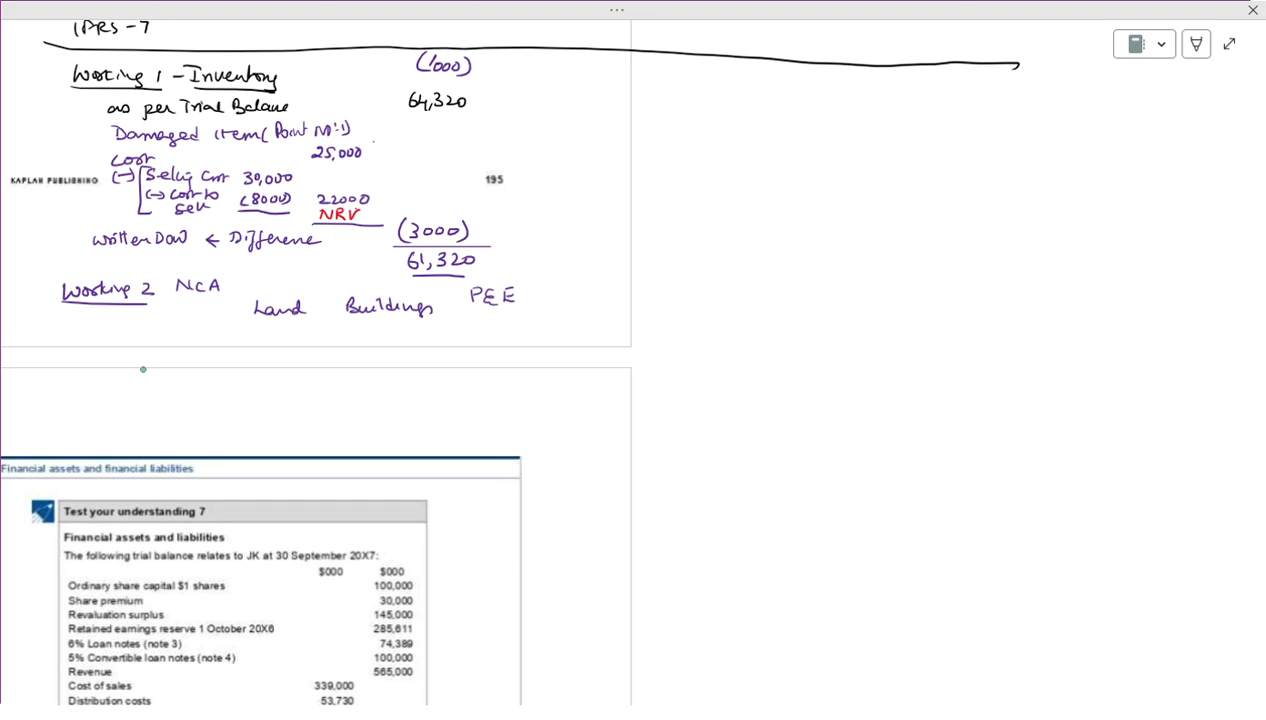 IFRS - 7
Working 1 - Inventory
('000)
as per Trial Balance 64,320
Damaged item (Point No:1)
Cost 25,000
(-) Selling Cost 30,000
KAPLAN PUBLISHING 195
(-) Cost to Sell (8000) 22000
NRV
Written Down ← Difference (3000)
61,320
Working 2 NCA
Land Buildings P&E
Financial assets and financial liabilities
Test your understanding 7
Financial assets and liabilities
The following trial balance relates to JK at 30 September 20X7:
$000 $000
Ordinary share capital $1 shares 100,000
Share premium 30,000
Revaluation surplus 145,000
Retained earnings reserve 1 October 20X6 285,611
6% Loan notes (note 3) 74,389
5% Convertible loan notes (note 4) 100,000
Revenue 565,000
Cost of sales 339,000
Distribution costs 53,730